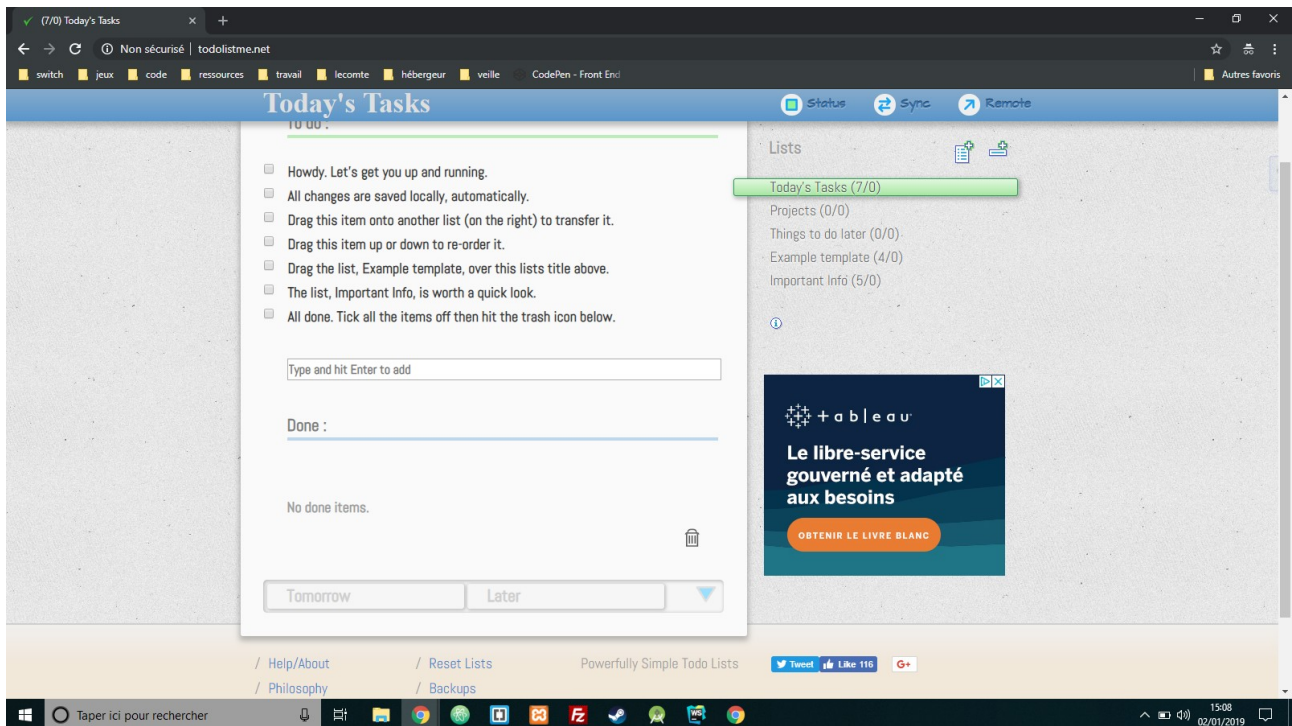 (7/0) Today's Tasks
Non sécurisé | todolistme.net
switch jeux code ressources travail lecomte hébergeur veille CodePen - Front End Autres favoris
Today's Tasks
Status Sync Remote
To do :
Howdy. Let's get you up and running.
All changes are saved locally, automatically.
Drag this item onto another list (on the right) to transfer it.
Drag this item up or down to re-order it.
Drag the list, Example template, over this lists title above.
The list, Important Info, is worth a quick look.
All done. Tick all the items off then hit the trash icon below.
Type and hit Enter to add
Done :
No done items.
Tomorrow Later
Lists
Today's Tasks (7/0)
Projects (0/0)
Things to do later (0/0)
Example template (4/0)
Important Info (5/0)
+ a b | e a u
Le libre-service
gouverné et adapté
aux besoins
OBTENIR LE LIVRE BLANC
/ Help/About / Reset Lists Powerfully Simple Todo Lists Tweet Like 116 G+
/ Philosophy / Backups
Taper ici pour rechercher
15:08
02/01/2019